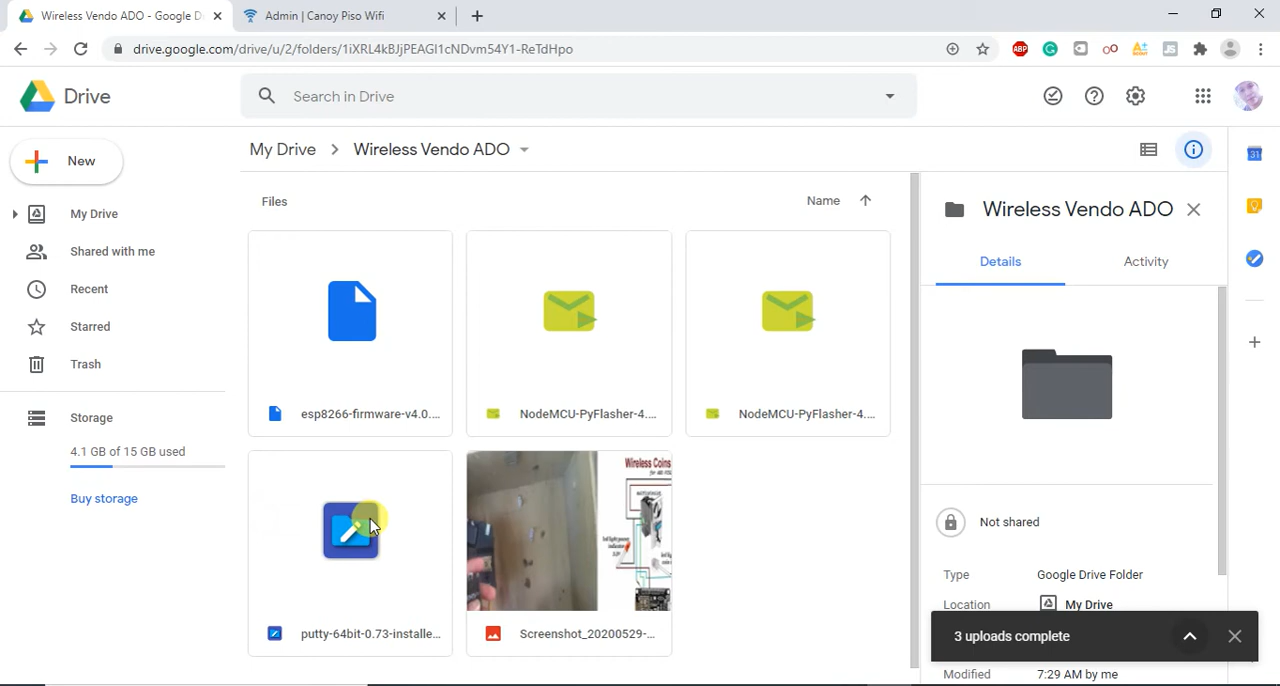 Wireless Vendo ADO - Google D
Admin | Canoy Piso Wifi
drive.google.com/drive/u/2/folders/1iXRL4kBJjPEAGI1cNDvm54Y1-ReTdHpo
Drive
Search in Drive
New
My Drive
Wireless Vendo ADO
Files
Name
Wireless Vendo ADO
Details
Activity
My Drive
Shared with me
Recent
Starred
Trash
Storage
4.1 GB of 15 GB used
Buy storage
esp8266-firmware-v4.0....
NodeMCU-PyFlasher-4....
NodeMCU-PyFlasher-4....
putty-64bit-0.73-installe...
Wireless Coins
Screenshot_20200529-...
Not shared
Type
Google Drive Folder
Location
My Drive
3 uploads complete
Modified
7:29 AM by me
ABP
JS
31